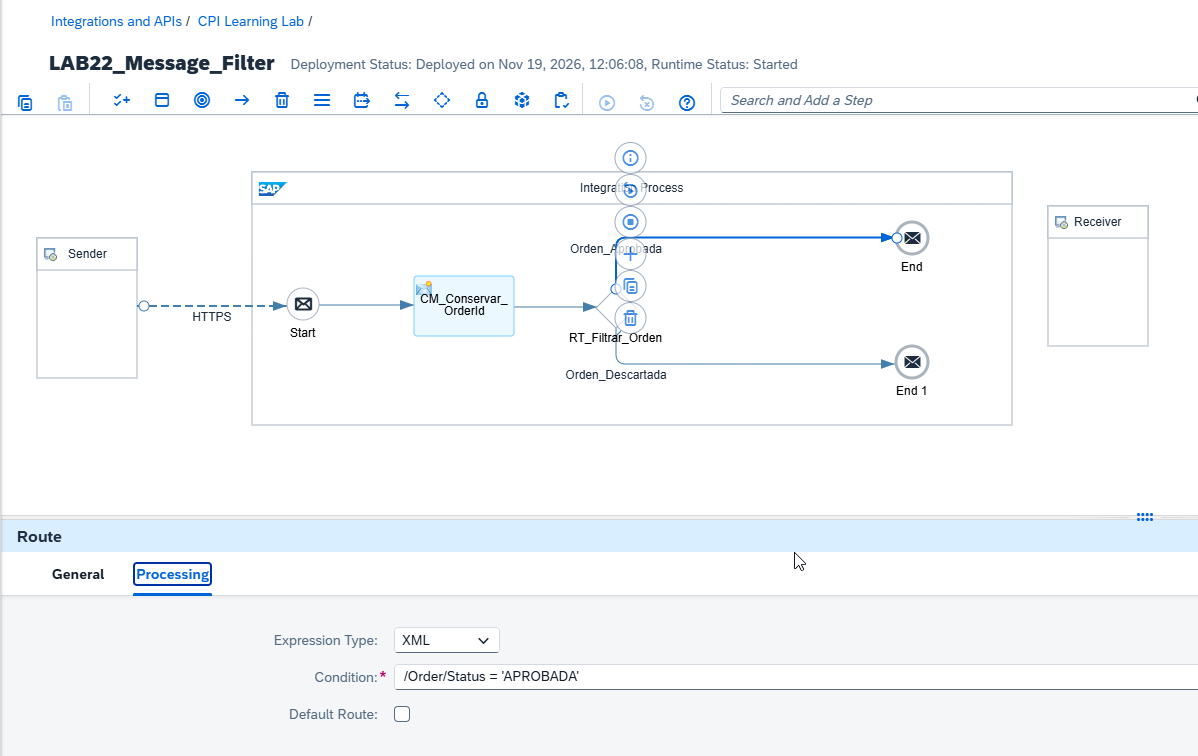 Integrations and APIs / CPI Learning Lab /
LAB22_Message_Filter Deployment Status: Deployed on Nov 19, 2026, 12:06:08, Runtime Status: Started
Search and Add a Step
SAP Integration Process
Sender
Receiver
Orden_Aprobada
End
HTTPS
Start
CM_Conservar_
OrderId
RT_Filtrar_Orden
Orden_Descartada
End 1
Route
General Processing
Expression Type: XML
Condition:* /Order/Status = 'APROBADA'
Default Route: